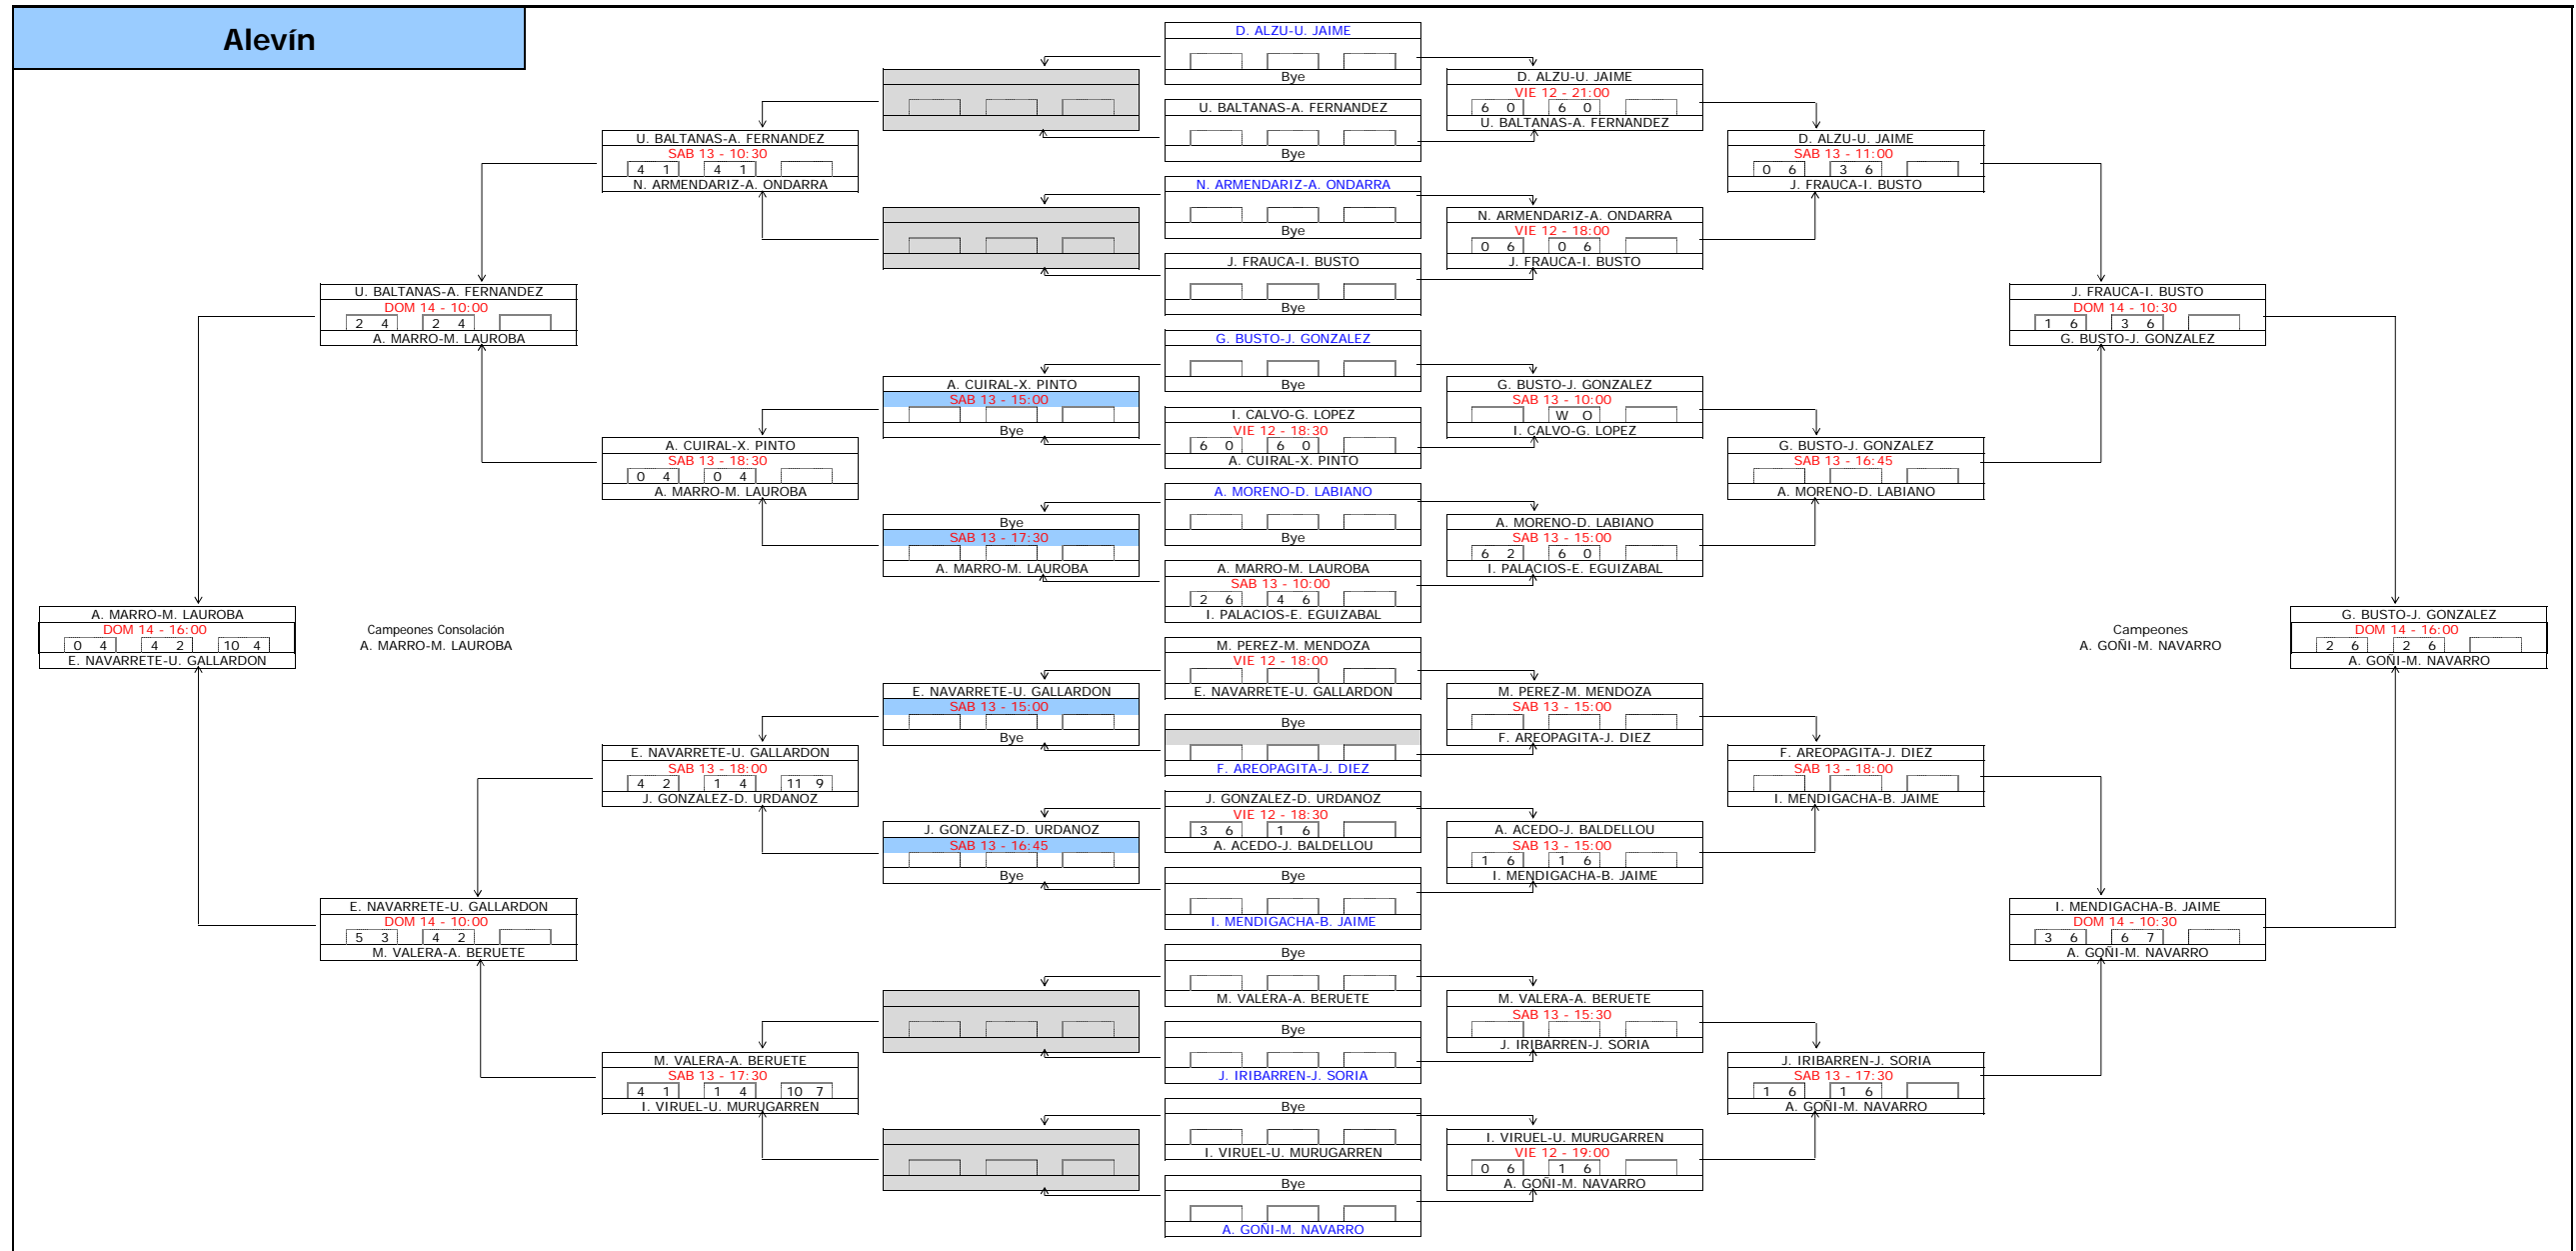 Alevín
A. MARRO-M. LAUROBA
DOM 14 - 16:00
0 4 4 2 10 4
E. NAVARRETE-U. GALLARDON
Campeones Consolación
A. MARRO-M. LAUROBA
U. BALTANAS-A. FERNANDEZ
DOM 14 - 10:00
2 4 2 4
A. MARRO-M. LAUROBA
E. NAVARRETE-U. GALLARDON
DOM 14 - 10:00
5 3 4 2
M. VALERA-A. BERUETE
U. BALTANAS-A. FERNANDEZ
SAB 13 - 10:30
4 1 4 1
N. ARMENDARIZ-A. ONDARRA
A. CUIRAL-X. PINTO
SAB 13 - 18:30
0 4 0 4
A. MARRO-M. LAUROBA
E. NAVARRETE-U. GALLARDON
SAB 13 - 18:00
4 2 1 4 11 9
J. GONZALEZ-D. URDANOZ
M. VALERA-A. BERUETE
SAB 13 - 17:30
4 1 1 4 10 7
I. VIRUEL-U. MURUGARREN
A. CUIRAL-X. PINTO
SAB 13 - 15:00
Bye
Bye
SAB 13 - 17:30
A. MARRO-M. LAUROBA
E. NAVARRETE-U. GALLARDON
SAB 13 - 15:00
Bye
J. GONZALEZ-D. URDANOZ
SAB 13 - 16:45
Bye
D. ALZU-U. JAIME
Bye
U. BALTANAS-A. FERNANDEZ
Bye
N. ARMENDARIZ-A. ONDARRA
Bye
J. FRAUCA-I. BUSTO
Bye
G. BUSTO-J. GONZALEZ
Bye
I. CALVO-G. LOPEZ
VIE 12 - 18:30
6 0 6 0
A. CUIRAL-X. PINTO
A. MORENO-D. LABIANO
Bye
A. MARRO-M. LAUROBA
SAB 13 - 10:00
2 6 4 6
I. PALACIOS-E. EGUIZABAL
M. PEREZ-M. MENDOZA
VIE 12 - 18:00
E. NAVARRETE-U. GALLARDON
Bye
F. AREOPAGITA-J. DIEZ
J. GONZALEZ-D. URDANOZ
VIE 12 - 18:30
3 6 1 6
A. ACEDO-J. BALDELLOU
Bye
I. MENDIGACHA-B. JAIME
Bye
M. VALERA-A. BERUETE
Bye
J. IRIBARREN-J. SORIA
Bye
I. VIRUEL-U. MURUGARREN
Bye
A. GOÑI-M. NAVARRO
D. ALZU-U. JAIME
VIE 12 - 21:00
6 0 6 0
U. BALTANAS-A. FERNANDEZ
N. ARMENDARIZ-A. ONDARRA
VIE 12 - 18:00
0 6 0 6
J. FRAUCA-I. BUSTO
G. BUSTO-J. GONZALEZ
SAB 13 - 10:00
W O
I. CALVO-G. LOPEZ
A. MORENO-D. LABIANO
SAB 13 - 15:00
6 2 6 0
I. PALACIOS-E. EGUIZABAL
M. PEREZ-M. MENDOZA
SAB 13 - 15:00
F. AREOPAGITA-J. DIEZ
A. ACEDO-J. BALDELLOU
SAB 13 - 15:00
1 6 1 6
I. MENDIGACHA-B. JAIME
M. VALERA-A. BERUETE
SAB 13 - 15:30
J. IRIBARREN-J. SORIA
I. VIRUEL-U. MURUGARREN
VIE 12 - 19:00
0 6 1 6
A. GOÑI-M. NAVARRO
D. ALZU-U. JAIME
SAB 13 - 11:00
0 6 3 6
J. FRAUCA-I. BUSTO
G. BUSTO-J. GONZALEZ
SAB 13 - 16:45
A. MORENO-D. LABIANO
F. AREOPAGITA-J. DIEZ
SAB 13 - 18:00
I. MENDIGACHA-B. JAIME
J. IRIBARREN-J. SORIA
SAB 13 - 17:30
1 6 1 6
A. GOÑI-M. NAVARRO
J. FRAUCA-I. BUSTO
DOM 14 - 10:30
1 6 3 6
G. BUSTO-J. GONZALEZ
I. MENDIGACHA-B. JAIME
DOM 14 - 10:30
3 6 6 7
A. GOÑI-M. NAVARRO
Campeones
A. GOÑI-M. NAVARRO
G. BUSTO-J. GONZALEZ
DOM 14 - 16:00
2 6 2 6
A. GOÑI-M. NAVARRO